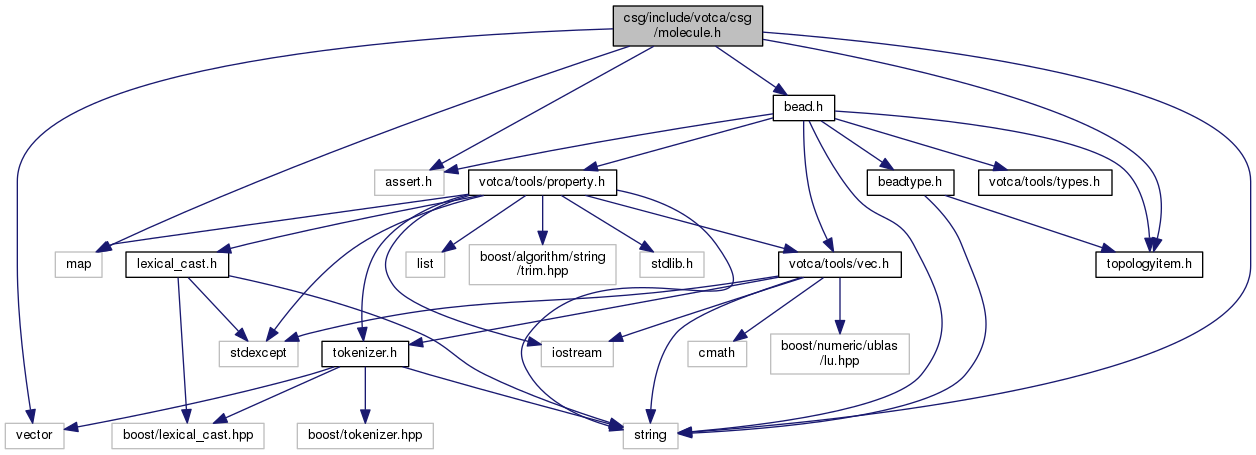 csg/include/votca/csg
/molecule.h
bead.h
assert.h
votca/tools/property.h
beadtype.h
votca/tools/types.h
map
lexical_cast.h
list
boost/algorithm/string
/trim.hpp
stdlib.h
votca/tools/vec.h
topologyitem.h
stdexcept
tokenizer.h
iostream
cmath
boost/numeric/ublas
/lu.hpp
vector
boost/lexical_cast.hpp
boost/tokenizer.hpp
string